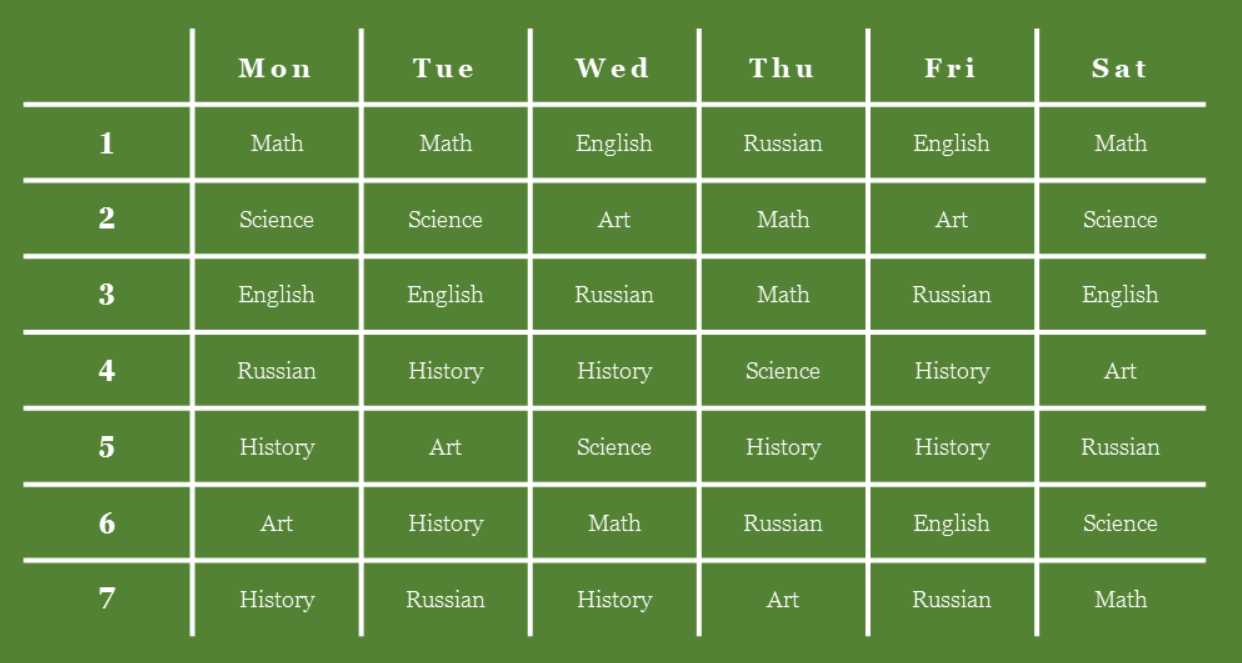 Mon Tue Wed Thu Fri Sat
1 Math Math English Russian English Math
2 Science Science Art Math Art Science
3 English English Russian Math Russian English
4 Russian History History Science History Art
5 History Art Science History History Russian
6 Art History Math Russian English Science
7 History Russian History Art Russian Math